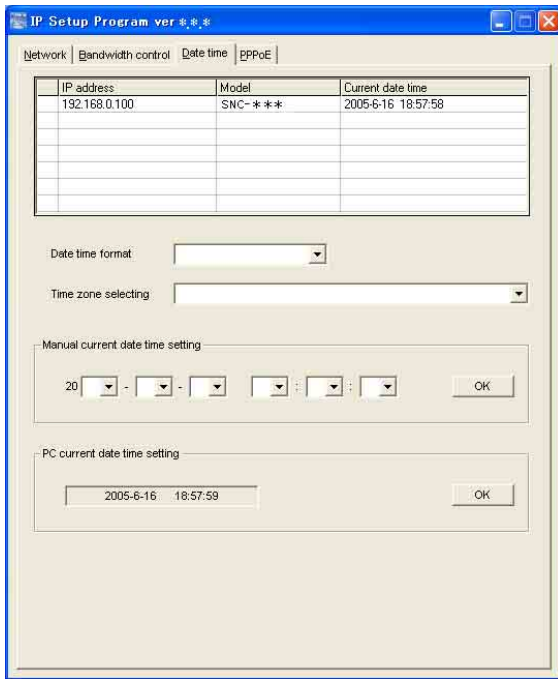 IP Setup Program ver *.*.*
Network Bandwidth control Date time PPPoE
IP address Model Current date time
192.168.0.100 SNC-*** 2005-6-16 18:57:58
Date time format
Time zone selecting
Manual current date time setting
20 - - : : OK
PC current date time setting
2005-6-16 18:57:59 OK